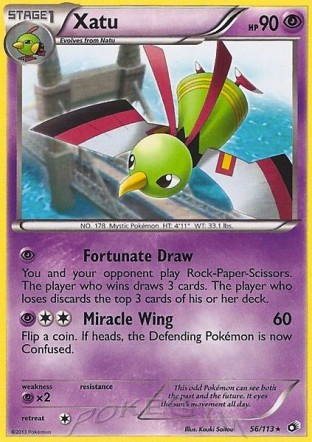 STAGE1 Xatu HP 90
Evolves from Natu
NO. 178 Mystic Pokémon HT: 4'11" WT: 33.1 lbs.
Fortunate Draw
You and your opponent play Rock-Paper-Scissors.
The player who wins draws 3 cards. The player who
loses discards the top 3 cards of his or her deck.
Miracle Wing 60
Flip a coin. If heads, the Defending Pokémon is now
Confused.
weakness resistance
×2
retreat
This odd Pokémon can see both
the past and the future. It eyes
the sun's movement all day.
POKÉ
Illus. Kouki Saitou
©2013 Pokémon
56/113 ★